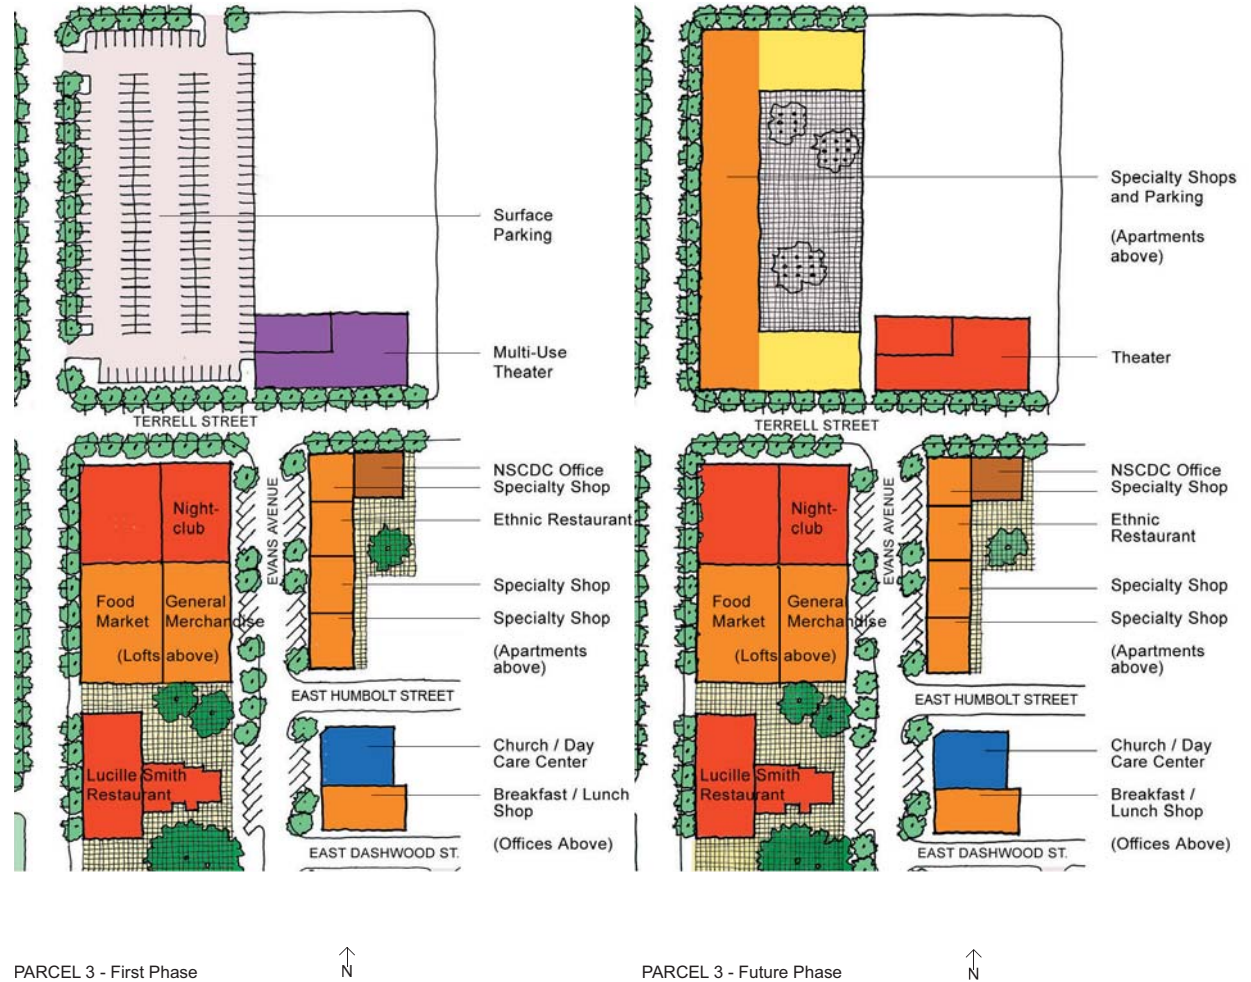 Surface
Parking
Multi-Use
Theater
TERRELL STREET
NSCDC Office
Specialty Shop
Night-
club
EVANS AVENUE
Ethnic Restaurant
Food
Market
General
Merchandise
Specialty Shop
Specialty Shop
(Lofts above)
(Apartments
above)
EAST HUMBOLT STREET
Church / Day
Care Center
Lucille Smith
Restaurant
Breakfast / Lunch
Shop
(Offices Above)
EAST DASHWOOD ST.
N
PARCEL 3 - First Phase
Specialty Shops
and Parking
(Apartments
above)
Theater
TERRELL STREET
NSCDC Office
Specialty Shop
Night-
club
EVANS AVENUE
Ethnic
Restaurant
Food
Market
General
Merchandise
Specialty Shop
Specialty Shop
(Lofts above)
(Apartments
above)
EAST HUMBOLT STREET
Church / Day
Care Center
Lucille Smith
Restaurant
Breakfast /
Lunch Shop
(Offices Above)
EAST DASHWOOD ST.
N
PARCEL 3 - Future Phase